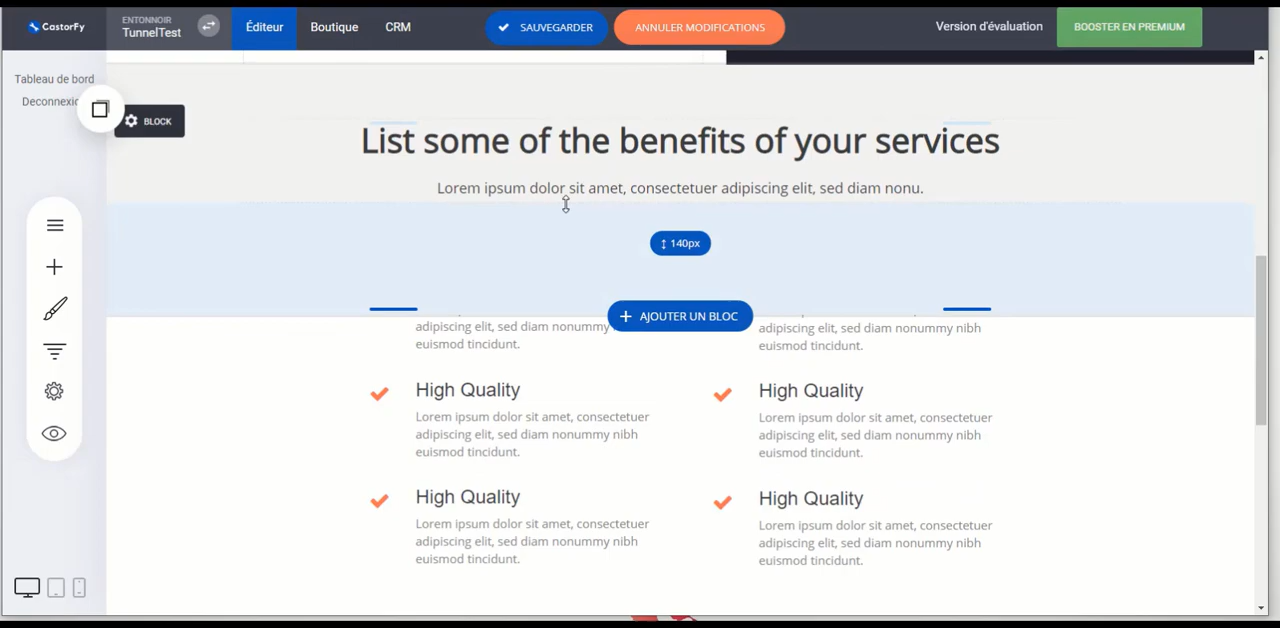 CastorFy
ENTONNOIR
TunnelTest
Éditeur
Boutique
CRM
SAUVEGARDER
ANNULER MODIFICATIONS
Version d'évaluation
BOOSTER EN PREMIUM
Tableau de bord
Deconnexio
BLOCK
List some of the benefits of your services
Lorem ipsum dolor sit amet, consectetuer adipiscing elit, sed diam nonu.
140px
AJOUTER UN BLOC
adipiscing elit, sed diam nonummy
euismod tincidunt.
adipiscing elit, sed diam nonummy nibh
euismod tincidunt.
High Quality
Lorem ipsum dolor sit amet, consectetuer
adipiscing elit, sed diam nonummy nibh
euismod tincidunt.
High Quality
Lorem ipsum dolor sit amet, consectetuer
adipiscing elit, sed diam nonummy nibh
euismod tincidunt.
High Quality
Lorem ipsum dolor sit amet, consectetuer
adipiscing elit, sed diam nonummy nibh
euismod tincidunt.
High Quality
Lorem ipsum dolor sit amet, consectetuer
adipiscing elit, sed diam nonummy nibh
euismod tincidunt.